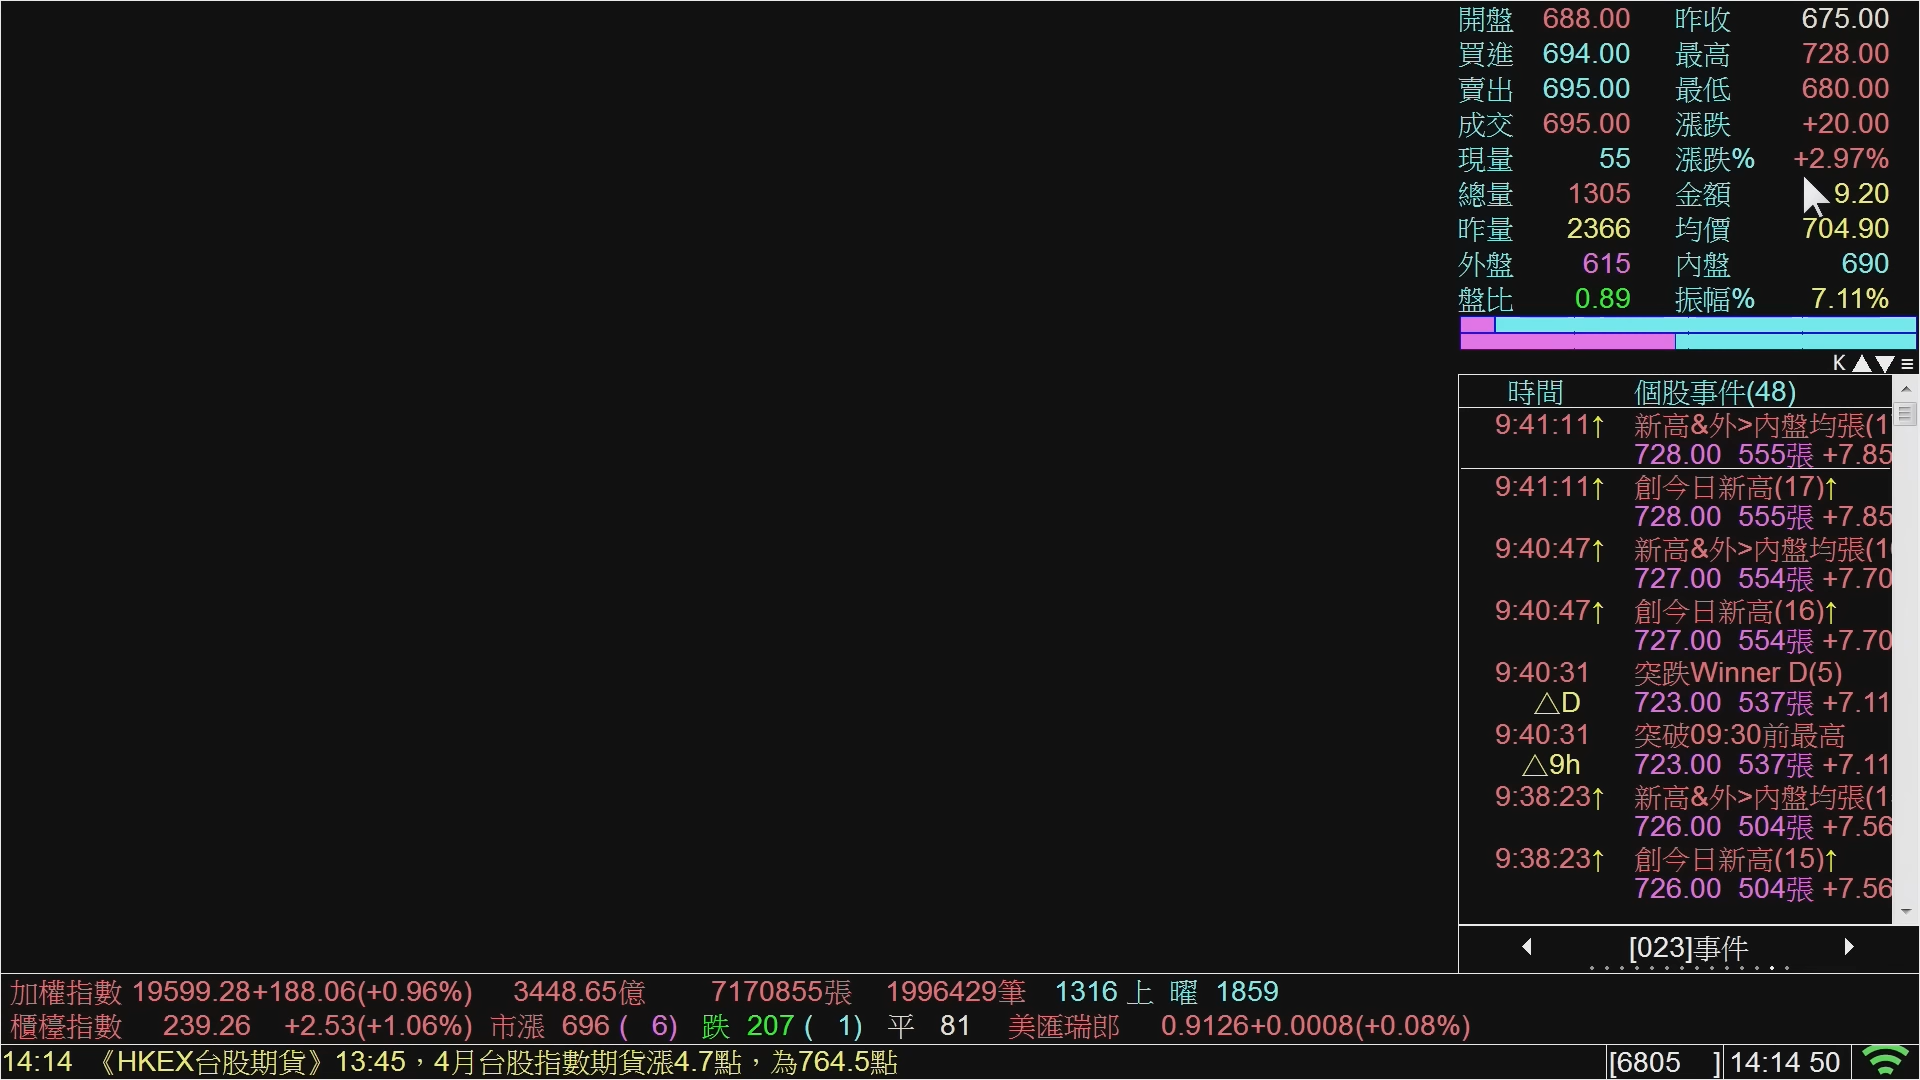 開盤 688.00 昨收 675.00
買進 694.00 最高 728.00
賣出 695.00 最低 680.00
成交 695.00 漲跌 +20.00
現量 55 漲跌% +2.97%
總量 1305 金額 9.20
昨量 2366 均價 704.90
外盤 615 內盤 690
盤比 0.89 振幅% 7.11%
K ▲▼≡
時間 個股事件(48)
9:41:11↑ 新高&外>內盤均張(1
728.00 555張 +7.85
9:41:11↑ 創今日新高(17)↑
728.00 555張 +7.85
9:40:47↑ 新高&外>內盤均張(1
727.00 554張 +7.70
9:40:47↑ 創今日新高(16)↑
727.00 554張 +7.70
9:40:31 突跌Winner D(5)
△D 723.00 537張 +7.11
9:40:31 突破09:30前最高
△9h 723.00 537張 +7.11
9:38:23↑ 新高&外>內盤均張(1
726.00 504張 +7.56
9:38:23↑ 創今日新高(15)↑
726.00 504張 +7.56
[023]事件
加權指數 19599.28+188.06(+0.96%) 3448.65億 7170855張 1996429筆 1316 上 曜 1859
櫃檯指數 239.26 +2.53(+1.06%) 市漲 696 ( 6) 跌 207 ( 1) 平 81 美匯瑞郎 0.9126+0.0008(+0.08%)
14:14 《HKEX台股期貨》13:45，4月台股指數期貨漲4.7點，為764.5點 [6805 ] 14:14 50